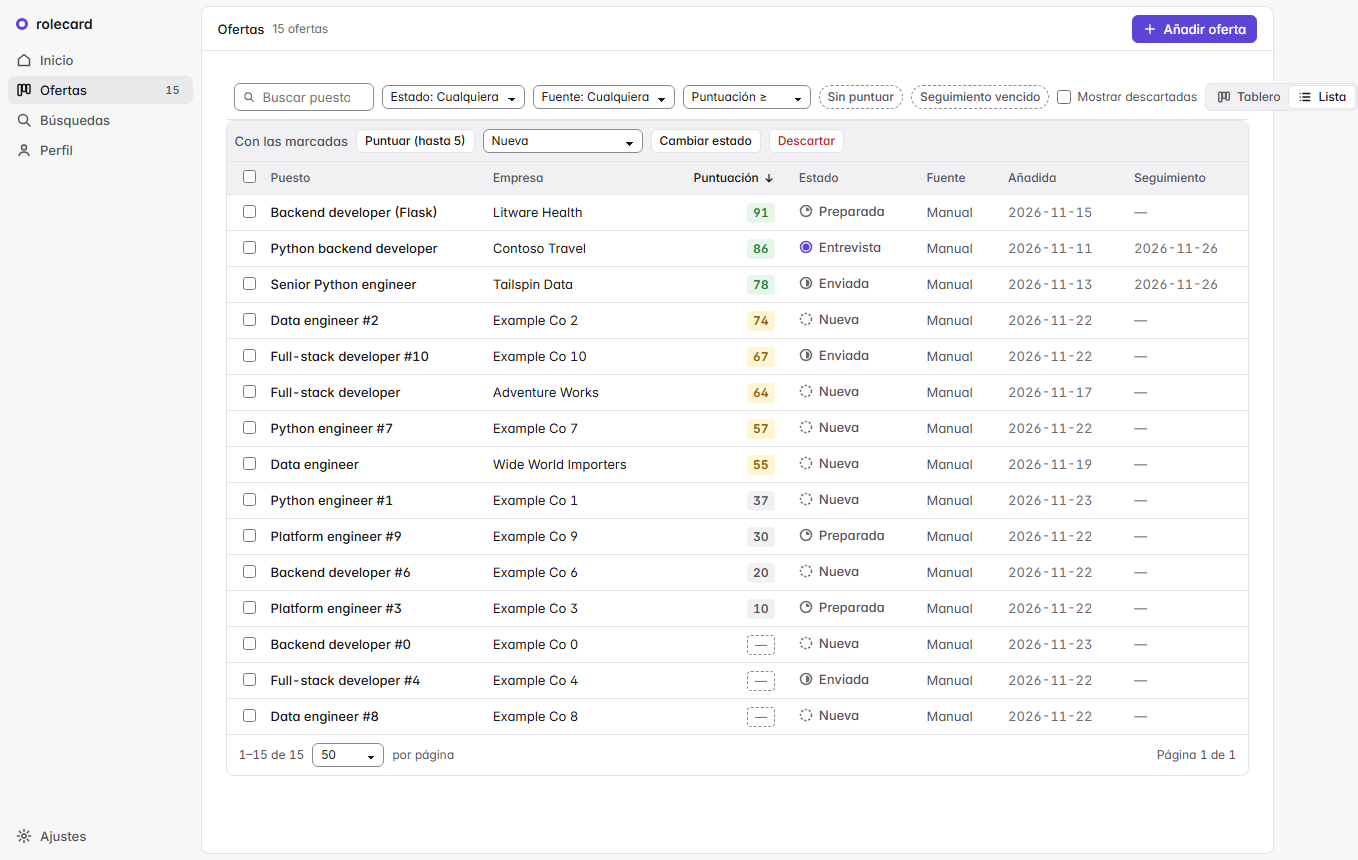 rolecard
Inicio
Ofertas 15
Búsquedas
Perfil
Ajustes
Ofertas 15 ofertas
+ Añadir oferta
Buscar puesto Estado: Cualquiera Fuente: Cualquiera Puntuación ≥ Sin puntuar Seguimiento vencido Mostrar descartadas Tablero Lista
Con las marcadas Puntuar (hasta 5) Nueva Cambiar estado Descartar
Puesto Empresa Puntuación ↓ Estado Fuente Añadida Seguimiento
Backend developer (Flask) Litware Health 91 Preparada Manual 2026-11-15 —
Python backend developer Contoso Travel 86 Entrevista Manual 2026-11-11 2026-11-26
Senior Python engineer Tailspin Data 78 Enviada Manual 2026-11-13 2026-11-26
Data engineer #2 Example Co 2 74 Nueva Manual 2026-11-22 —
Full-stack developer #10 Example Co 10 67 Enviada Manual 2026-11-22 —
Full-stack developer Adventure Works 64 Nueva Manual 2026-11-17 —
Python engineer #7 Example Co 7 57 Nueva Manual 2026-11-22 —
Data engineer Wide World Importers 55 Nueva Manual 2026-11-19 —
Python engineer #1 Example Co 1 37 Nueva Manual 2026-11-23 —
Platform engineer #9 Example Co 9 30 Preparada Manual 2026-11-22 —
Backend developer #6 Example Co 6 20 Nueva Manual 2026-11-22 —
Platform engineer #3 Example Co 3 10 Preparada Manual 2026-11-22 —
Backend developer #0 Example Co 0 — Nueva Manual 2026-11-23 —
Full-stack developer #4 Example Co 4 — Enviada Manual 2026-11-22 —
Data engineer #8 Example Co 8 — Nueva Manual 2026-11-22 —
1–15 de 15 50 por página Página 1 de 1